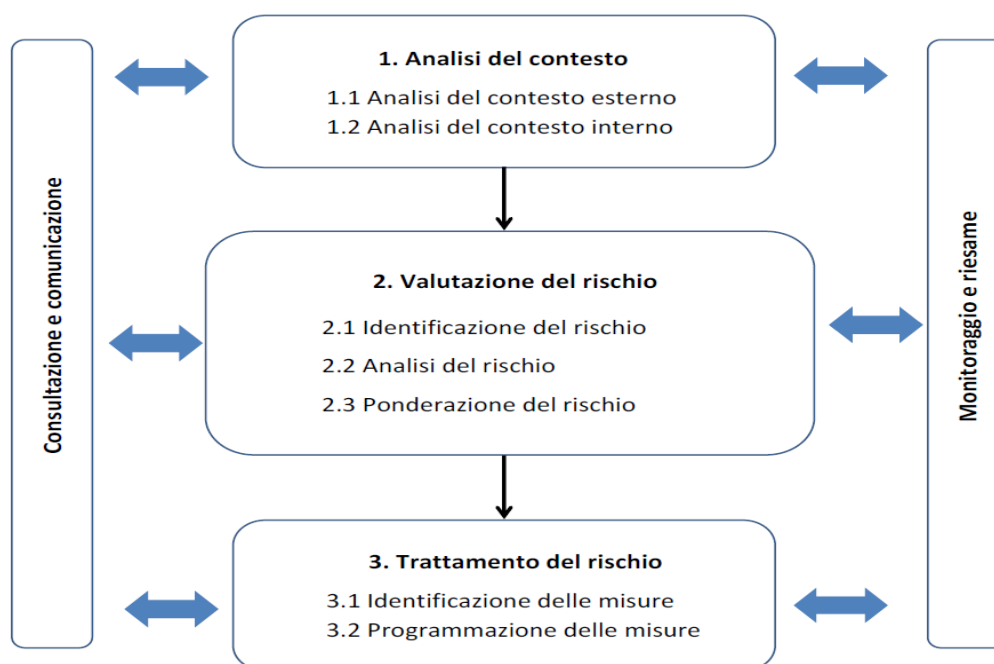 Consultazione e comunicazione
1. Analisi del contesto
1.1 Analisi del contesto esterno
1.2 Analisi del contesto interno
2. Valutazione del rischio
2.1 Identificazione del rischio
2.2 Analisi del rischio
2.3 Ponderazione del rischio
3. Trattamento del rischio
3.1 Identificazione delle misure
3.2 Programmazione delle misure
Monitoraggio e riesame